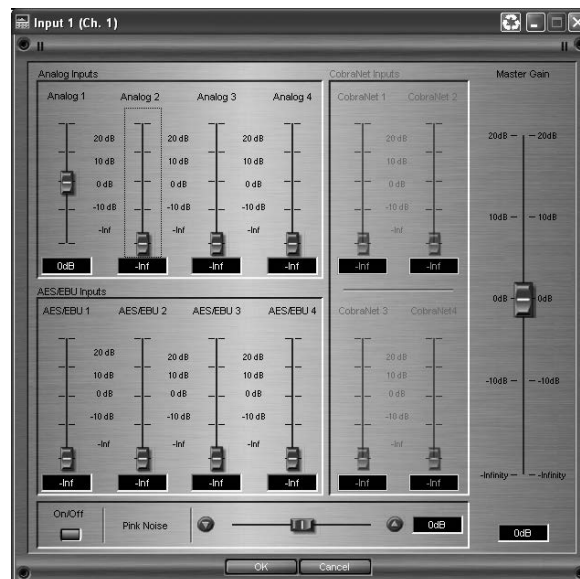 Input 1 (Ch. 1)
Analog Inputs
Analog 1 Analog 2 Analog 3 Analog 4
20 dB 20 dB 20 dB
10 dB 10 dB 10 dB
0 dB 0 dB 0 dB
-10 dB -10 dB -10 dB
-Inf -Inf -Inf
0dB -Inf -Inf -Inf
CobraNet Inputs
CobraNet 1 CobraNet 2
20 dB
10 dB
0 dB
-10 dB
-Inf
-Inf -Inf
AES/EBU Inputs
AES/EBU 1 AES/EBU 2 AES/EBU 3 AES/EBU 4
20 dB 20 dB 20 dB
10 dB 10 dB 10 dB
0 dB 0 dB 0 dB
-10 dB -10 dB -10 dB
-Inf -Inf -Inf
-Inf -Inf -Inf -Inf
CobraNet 3 CobraNet4
20 dB
10 dB
0 dB
-10 dB
-Inf
-Inf -Inf
Master Gain
20dB 20dB
10dB 10dB
0dB 0dB
-10dB -10dB
-Infinity -Infinity
0dB
On/Off
Pink Noise
0dB
OK Cancel